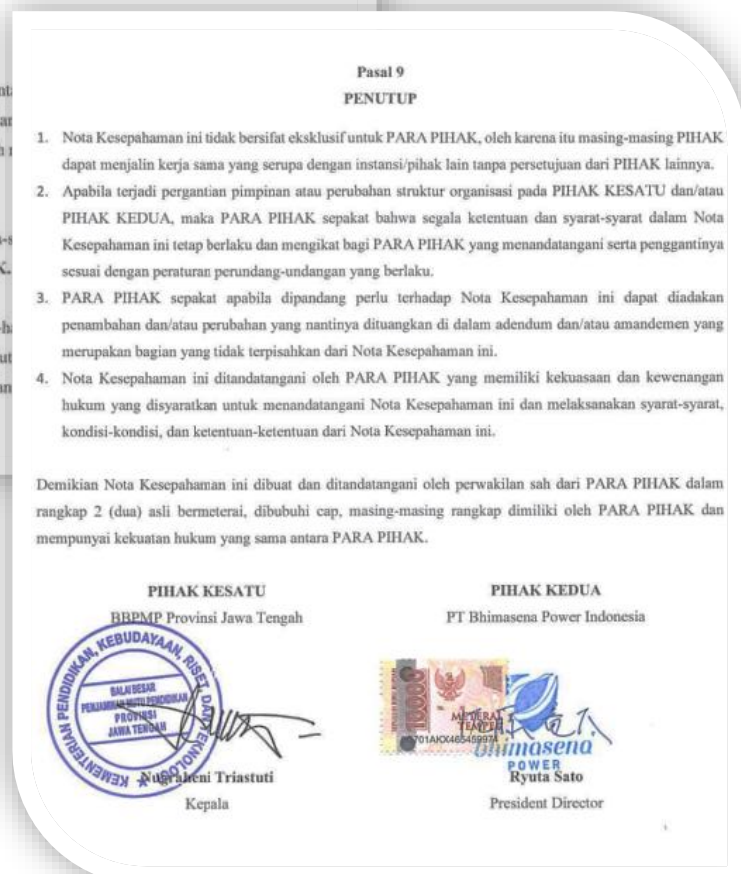 Pasal 9
PENUTUP
1. Nota Kesepahaman ini tidak bersifat eksklusif untuk PARA PIHAK, oleh karena itu masing-masing PIHAK
dapat menjalin kerja sama yang serupa dengan instansi/pihak lain tanpa persetujuan dari PIHAK lainnya.
2. Apabila terjadi pergantian pimpinan atau perubahan struktur organisasi pada PIHAK KESATU dan/atau
PIHAK KEDUA, maka PARA PIHAK sepakat bahwa segala ketentuan dan syarat-syarat dalam Nota
Kesepahaman ini tetap berlaku dan mengikat bagi PARA PIHAK yang menandatangani serta penggantinya
sesuai dengan peraturan perundang-undangan yang berlaku.
3. PARA PIHAK sepakat apabila dipandang perlu terhadap Nota Kesepahaman ini dapat diadakan
penambahan dan/atau perubahan yang nantinya dituangkan di dalam adendum dan/atau amandemen yang
merupakan bagian yang tidak terpisahkan dari Nota Kesepahaman ini.
4. Nota Kesepahaman ini ditandatangani oleh PARA PIHAK yang memiliki kekuasaan dan kewenangan
hukum yang disyaratkan untuk menandatangani Nota Kesepahaman ini dan melaksanakan syarat-syarat,
kondisi-kondisi, dan ketentuan-ketentuan dari Nota Kesepahaman ini.
Demikian Nota Kesepahaman ini dibuat dan ditandatangani oleh perwakilan sah dari PARA PIHAK dalam
rangkap 2 (dua) asli bermeterai, dibubuhi cap, masing-masing rangkap dimiliki oleh PARA PIHAK dan
mempunyai kekuatan hukum yang sama antara PARA PIHAK.
PIHAK KESATU
BBPMP Provinsi Jawa Tengah
KEMENTERIAN PENDIDIKAN, KEBUDAYAAN, RISET, DAN TEKNOLOGI
BALAI BESAR
PENJAMINAN MUTU PENDIDIKAN
PROVINSI
JAWA TENGAH
Nugraheni Triastuti
Kepala
PIHAK KEDUA
PT Bhimasena Power Indonesia
10000
METERAI
TEMPEL
bhimasena
POWER
Ryuta Sato
President Director